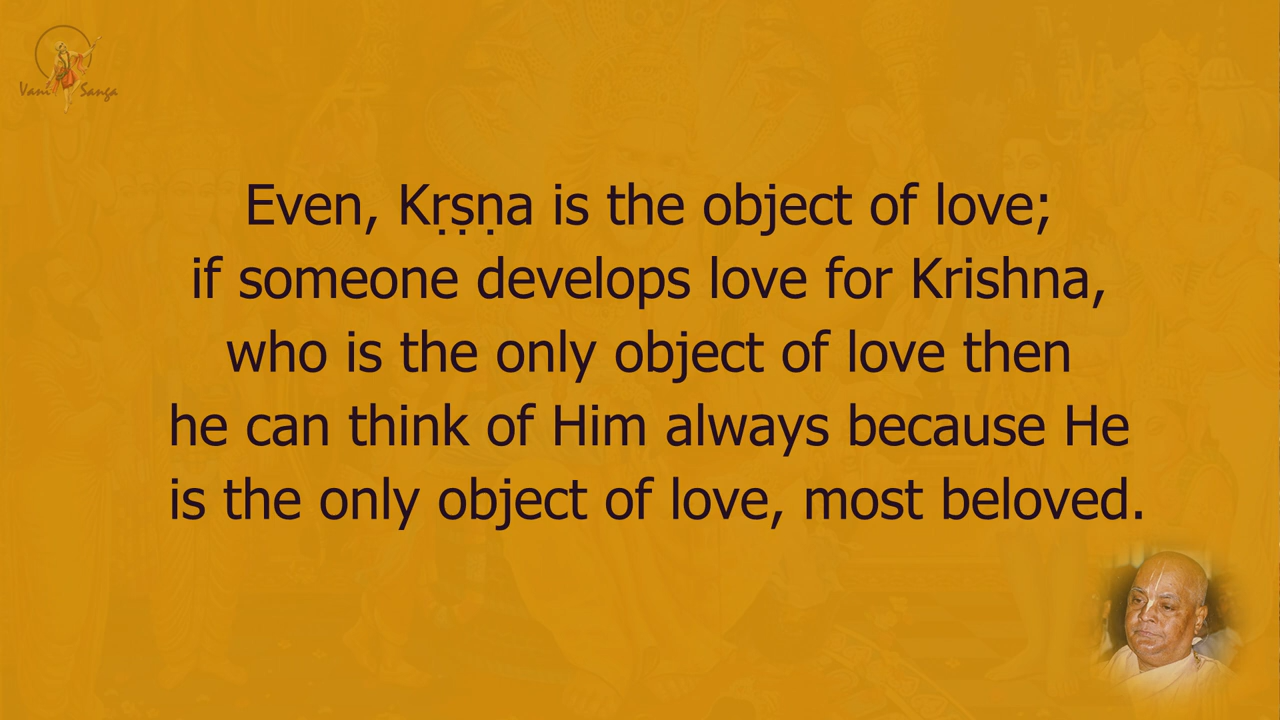 Vani Sanga
Even, Kṛṣṇa is the object of love;
if someone develops love for Krishna,
who is the only object of love then
he can think of Him always because He
is the only object of love, most beloved.